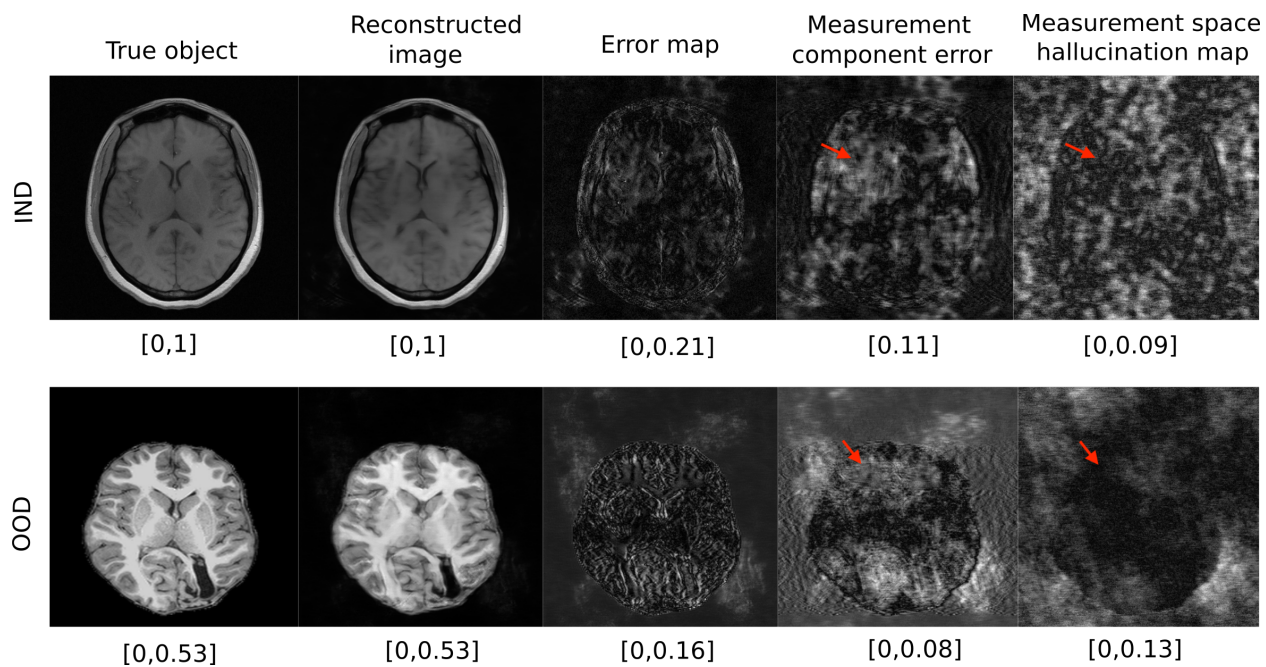 True object
Reconstructed
image
Error map
Measurement
component error
Measurement space
hallucination map
IND
[0,1]
[0,1]
[0,0.21]
[0.11]
[0,0.09]
OOD
[0,0.53]
[0,0.53]
[0,0.16]
[0,0.08]
[0,0.13]